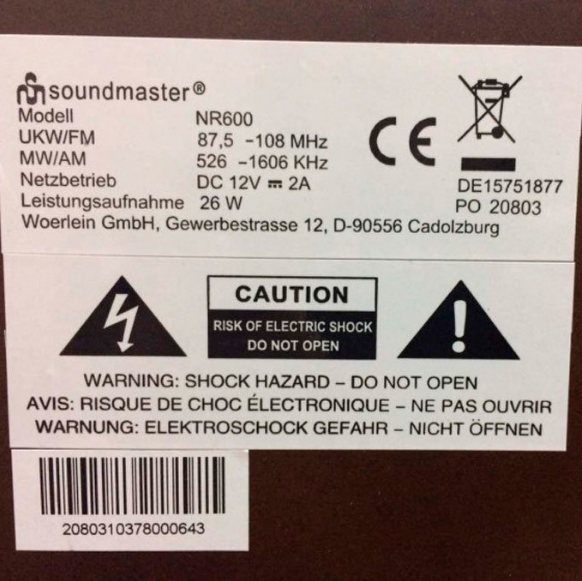 soundmaster®
Modell NR600
UKW/FM 87,5 -108 MHz
MW/AM 526 -1606 KHz
Netzbetrieb DC 12V ⎓ 2A
Leistungsaufnahme 26 W
Woerlein GmbH, Gewerbestrasse 12, D-90556 Cadolzburg
CE
DE15751877
PO 20803
CAUTION
RISK OF ELECTRIC SHOCK
DO NOT OPEN
WARNING: SHOCK HAZARD – DO NOT OPEN
AVIS: RISQUE DE CHOC ÉLECTRONIQUE – NE PAS OUVRIR
WARNUNG: ELEKTROSCHOCK GEFAHR – NICHT ÖFFNEN
2080310378000643